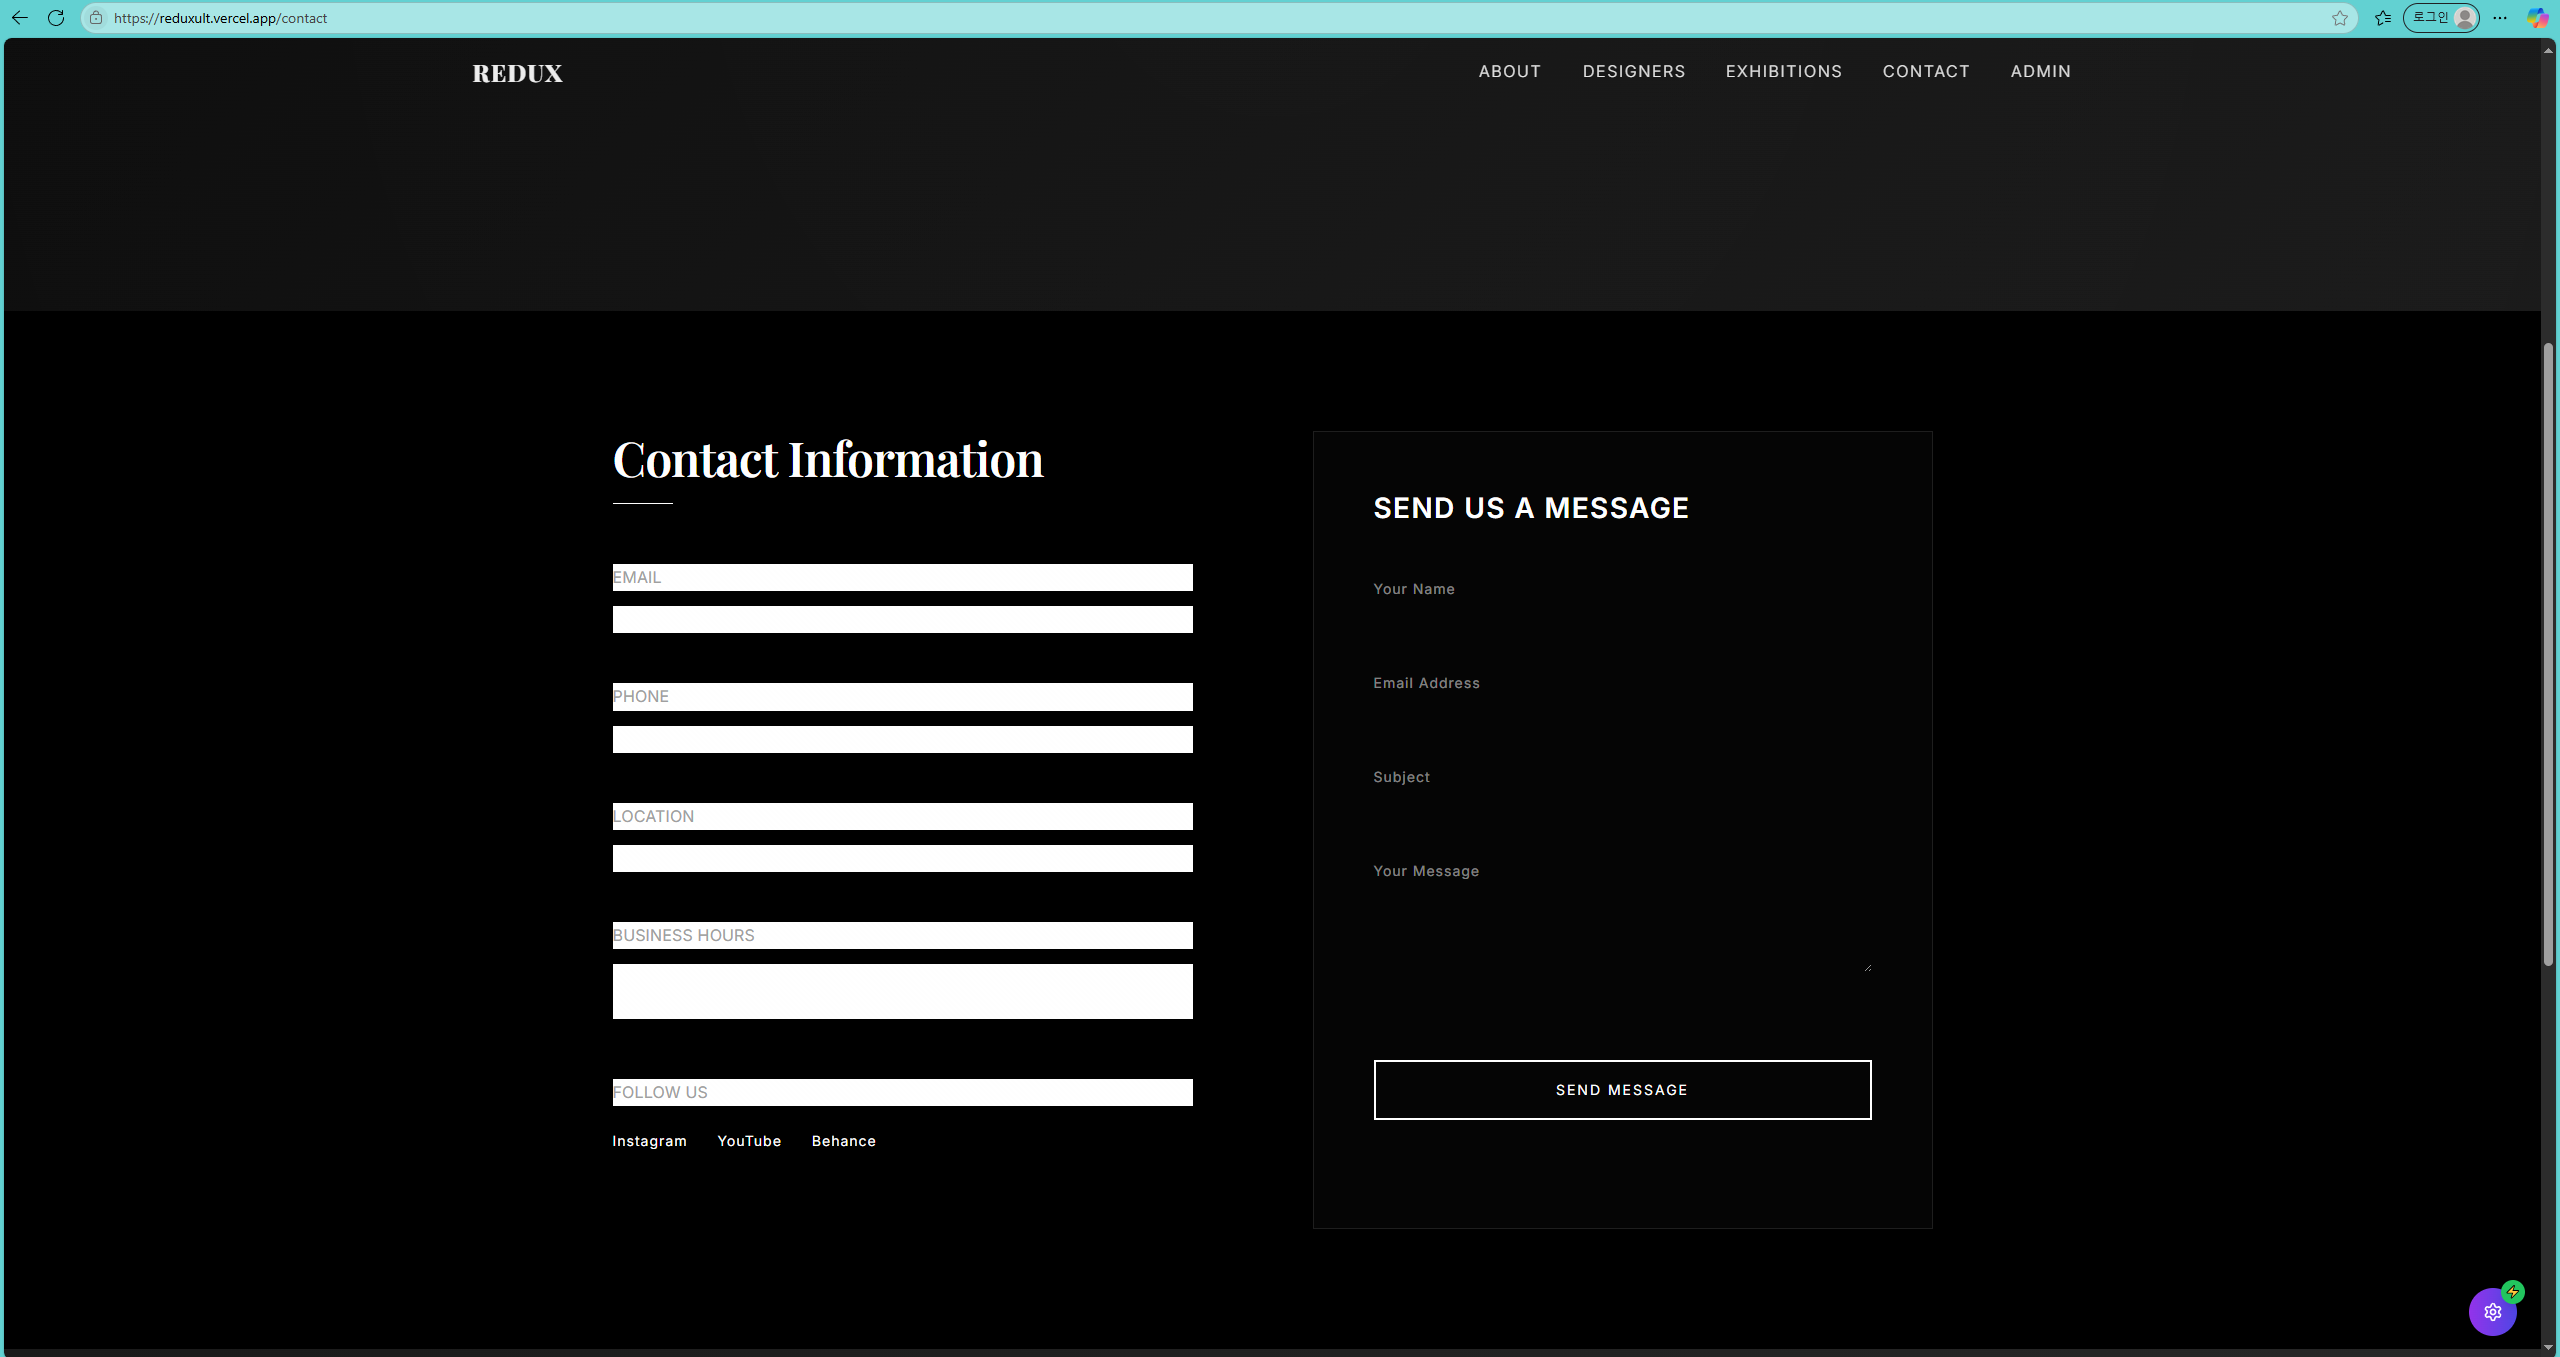 https://reduxult.vercel.app/contact
로그인
REDUX
ABOUT DESIGNERS EXHIBITIONS CONTACT ADMIN
Contact Information
EMAIL
PHONE
LOCATION
BUSINESS HOURS
FOLLOW US
Instagram YouTube Behance
SEND US A MESSAGE
Your Name
Email Address
Subject
Your Message
SEND MESSAGE